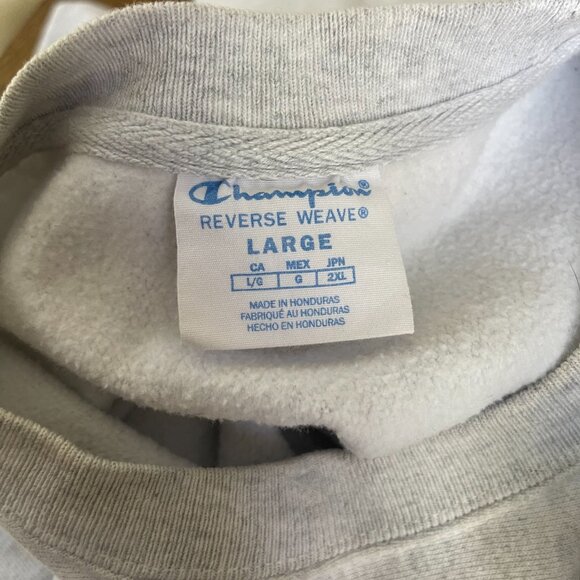 Champion®
REVERSE WEAVE®
LARGE
CA MEX JPN
L/G G 2XL
MADE IN HONDURAS
FABRIQUÉ AU HONDURAS
HECHO EN HONDURAS